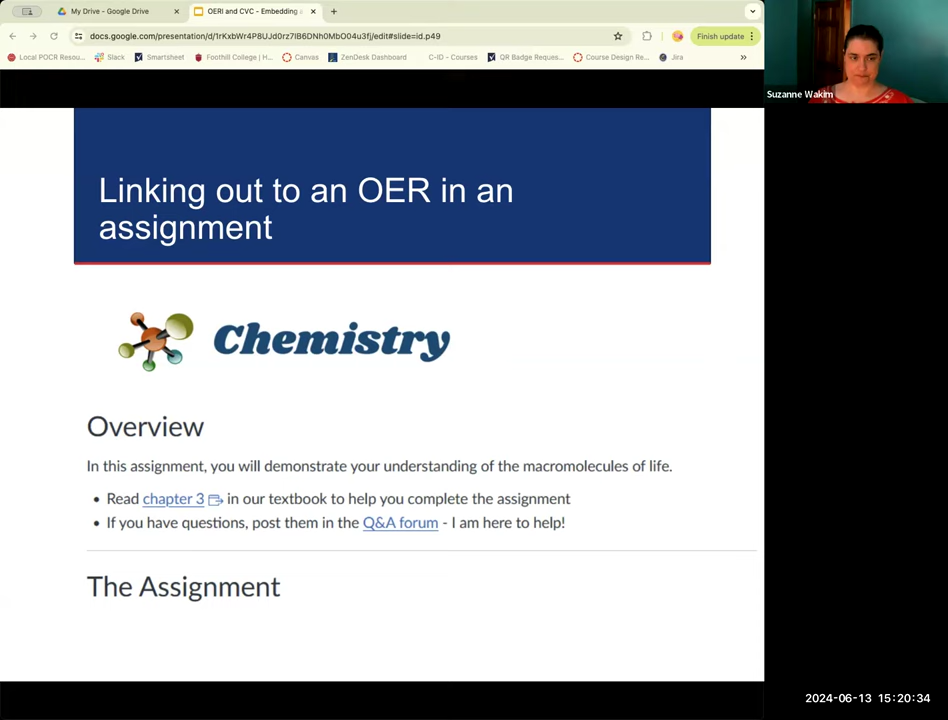 My Drive - Google Drive
OERI and CVC - Embedding a
docs.google.com/presentation/d/1rKxbWr4P8UJd0rz7IB6DNh0MbO04u3fj/edit#slide=id.p49
Finish update
Local POCR Resou...
Slack
Smartsheet
Foothill College | H...
Canvas
ZenDesk Dashboard
C-ID - Courses
QR Badge Reques...
Course Design Re...
Jira
Suzanne Wakim
Linking out to an OER in an
assignment
Chemistry
Overview
In this assignment, you will demonstrate your understanding of the macromolecules of life.
• Read chapter 3 in our textbook to help you complete the assignment
• If you have questions, post them in the Q&A forum - I am here to help!
The Assignment
2024-06-13 15:20:34